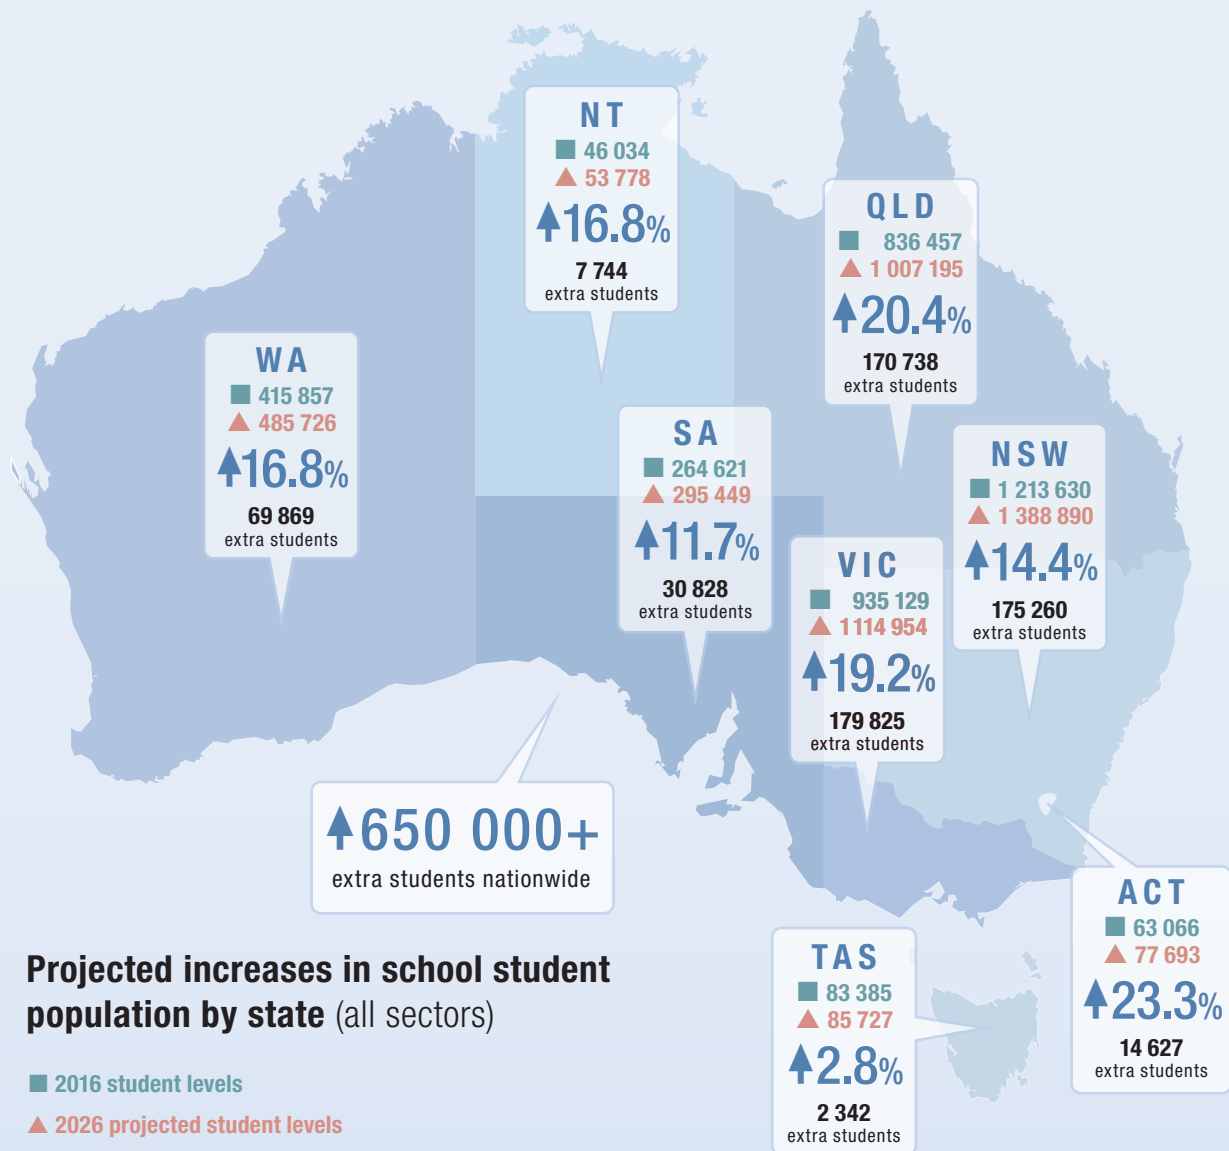 NT
46 034
53 778
16.8%
7 744
extra students
QLD
836 457
1 007 195
20.4%
170 738
extra students
WA
415 857
485 726
16.8%
69 869
extra students
SA
264 621
295 449
11.7%
30 828
extra students
NSW
1 213 630
1 388 890
14.4%
175 260
extra students
VIC
935 129
1 114 954
19.2%
179 825
extra students
650 000+
extra students nationwide
ACT
63 066
77 693
23.3%
14 627
extra students
TAS
83 385
85 727
2.8%
2 342
extra students
Projected increases in school student
population by state (all sectors)
2016 student levels
2026 projected student levels